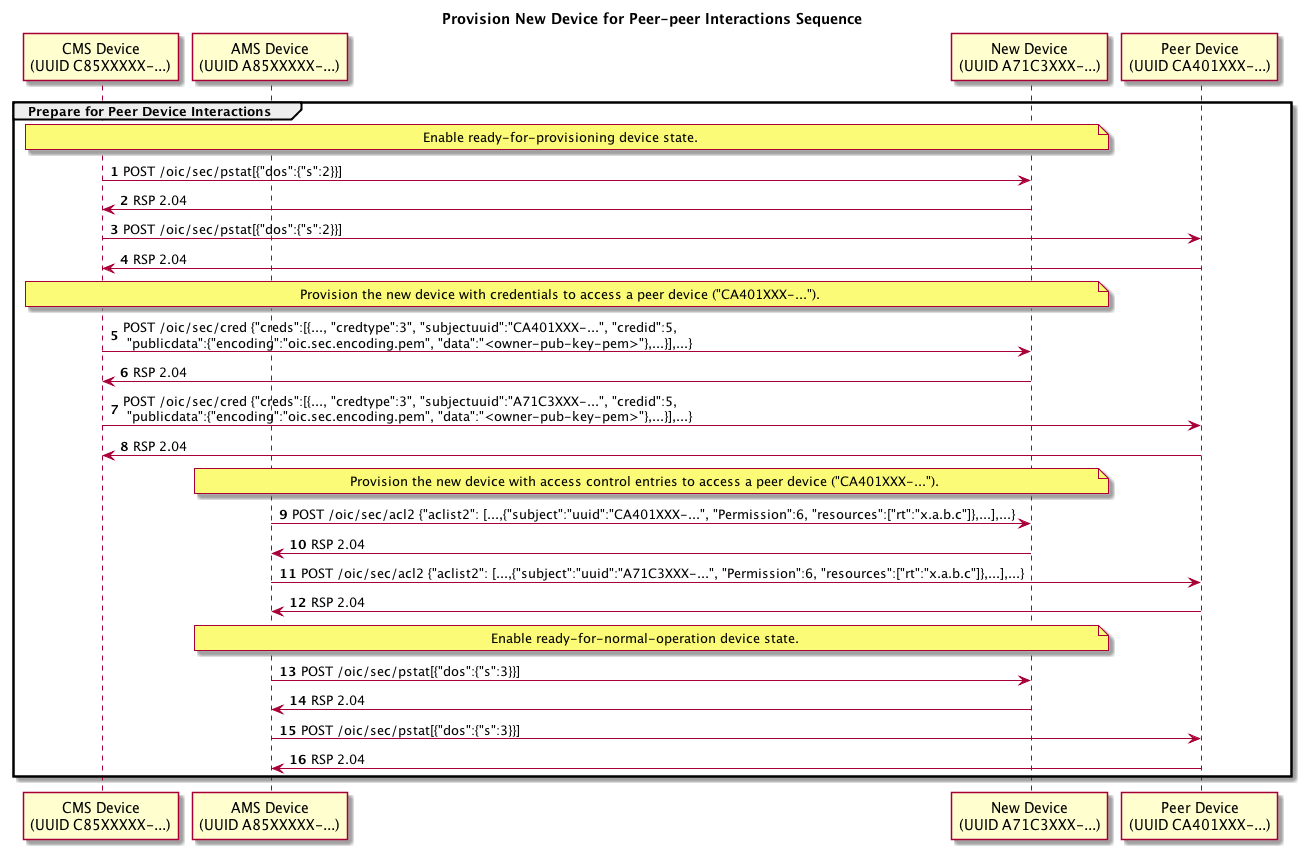 Provision New Device for Peer-peer Interactions Sequence
CMS Device
(UUID C85XXXXX-...)
AMS Device
(UUID A85XXXXX-...)
New Device
(UUID A71C3XXX-...)
Peer Device
(UUID CA401XXX-...)
Prepare for Peer Device Interactions
Enable ready-for-provisioning device state.
1 POST /oic/sec/pstat[{"dos":{"s":2}}]
2 RSP 2.04
3 POST /oic/sec/pstat[{"dos":{"s":2}}]
4 RSP 2.04
Provision the new device with credentials to access a peer device ("CA401XXX-...").
5 POST /oic/sec/cred {"creds":[{..., "credtype":3", "subjectuuid":"CA401XXX-...", "credid":5,
"publicdata":{"encoding":"oic.sec.encoding.pem", "data":"<owner-pub-key-pem>"},...}],...}
6 RSP 2.04
7 POST /oic/sec/cred {"creds":[{..., "credtype":3", "subjectuuid":"A71C3XXX-...", "credid":5,
"publicdata":{"encoding":"oic.sec.encoding.pem", "data":"<owner-pub-key-pem>"},...}],...}
8 RSP 2.04
Provision the new device with access control entries to access a peer device ("CA401XXX-...").
9 POST /oic/sec/acl2 {"aclist2": [...,{"subject":"uuid":"CA401XXX-...", "Permission":6, "resources":["rt":"x.a.b.c"]},...],...}
10 RSP 2.04
11 POST /oic/sec/acl2 {"aclist2": [...,{"subject":"uuid":"A71C3XXX-...", "Permission":6, "resources":["rt":"x.a.b.c"]},...],...}
12 RSP 2.04
Enable ready-for-normal-operation device state.
13 POST /oic/sec/pstat[{"dos":{"s":3}}]
14 RSP 2.04
15 POST /oic/sec/pstat[{"dos":{"s":3}}]
16 RSP 2.04
CMS Device
(UUID C85XXXXX-...)
AMS Device
(UUID A85XXXXX-...)
New Device
(UUID A71C3XXX-...)
Peer Device
(UUID CA401XXX-...)